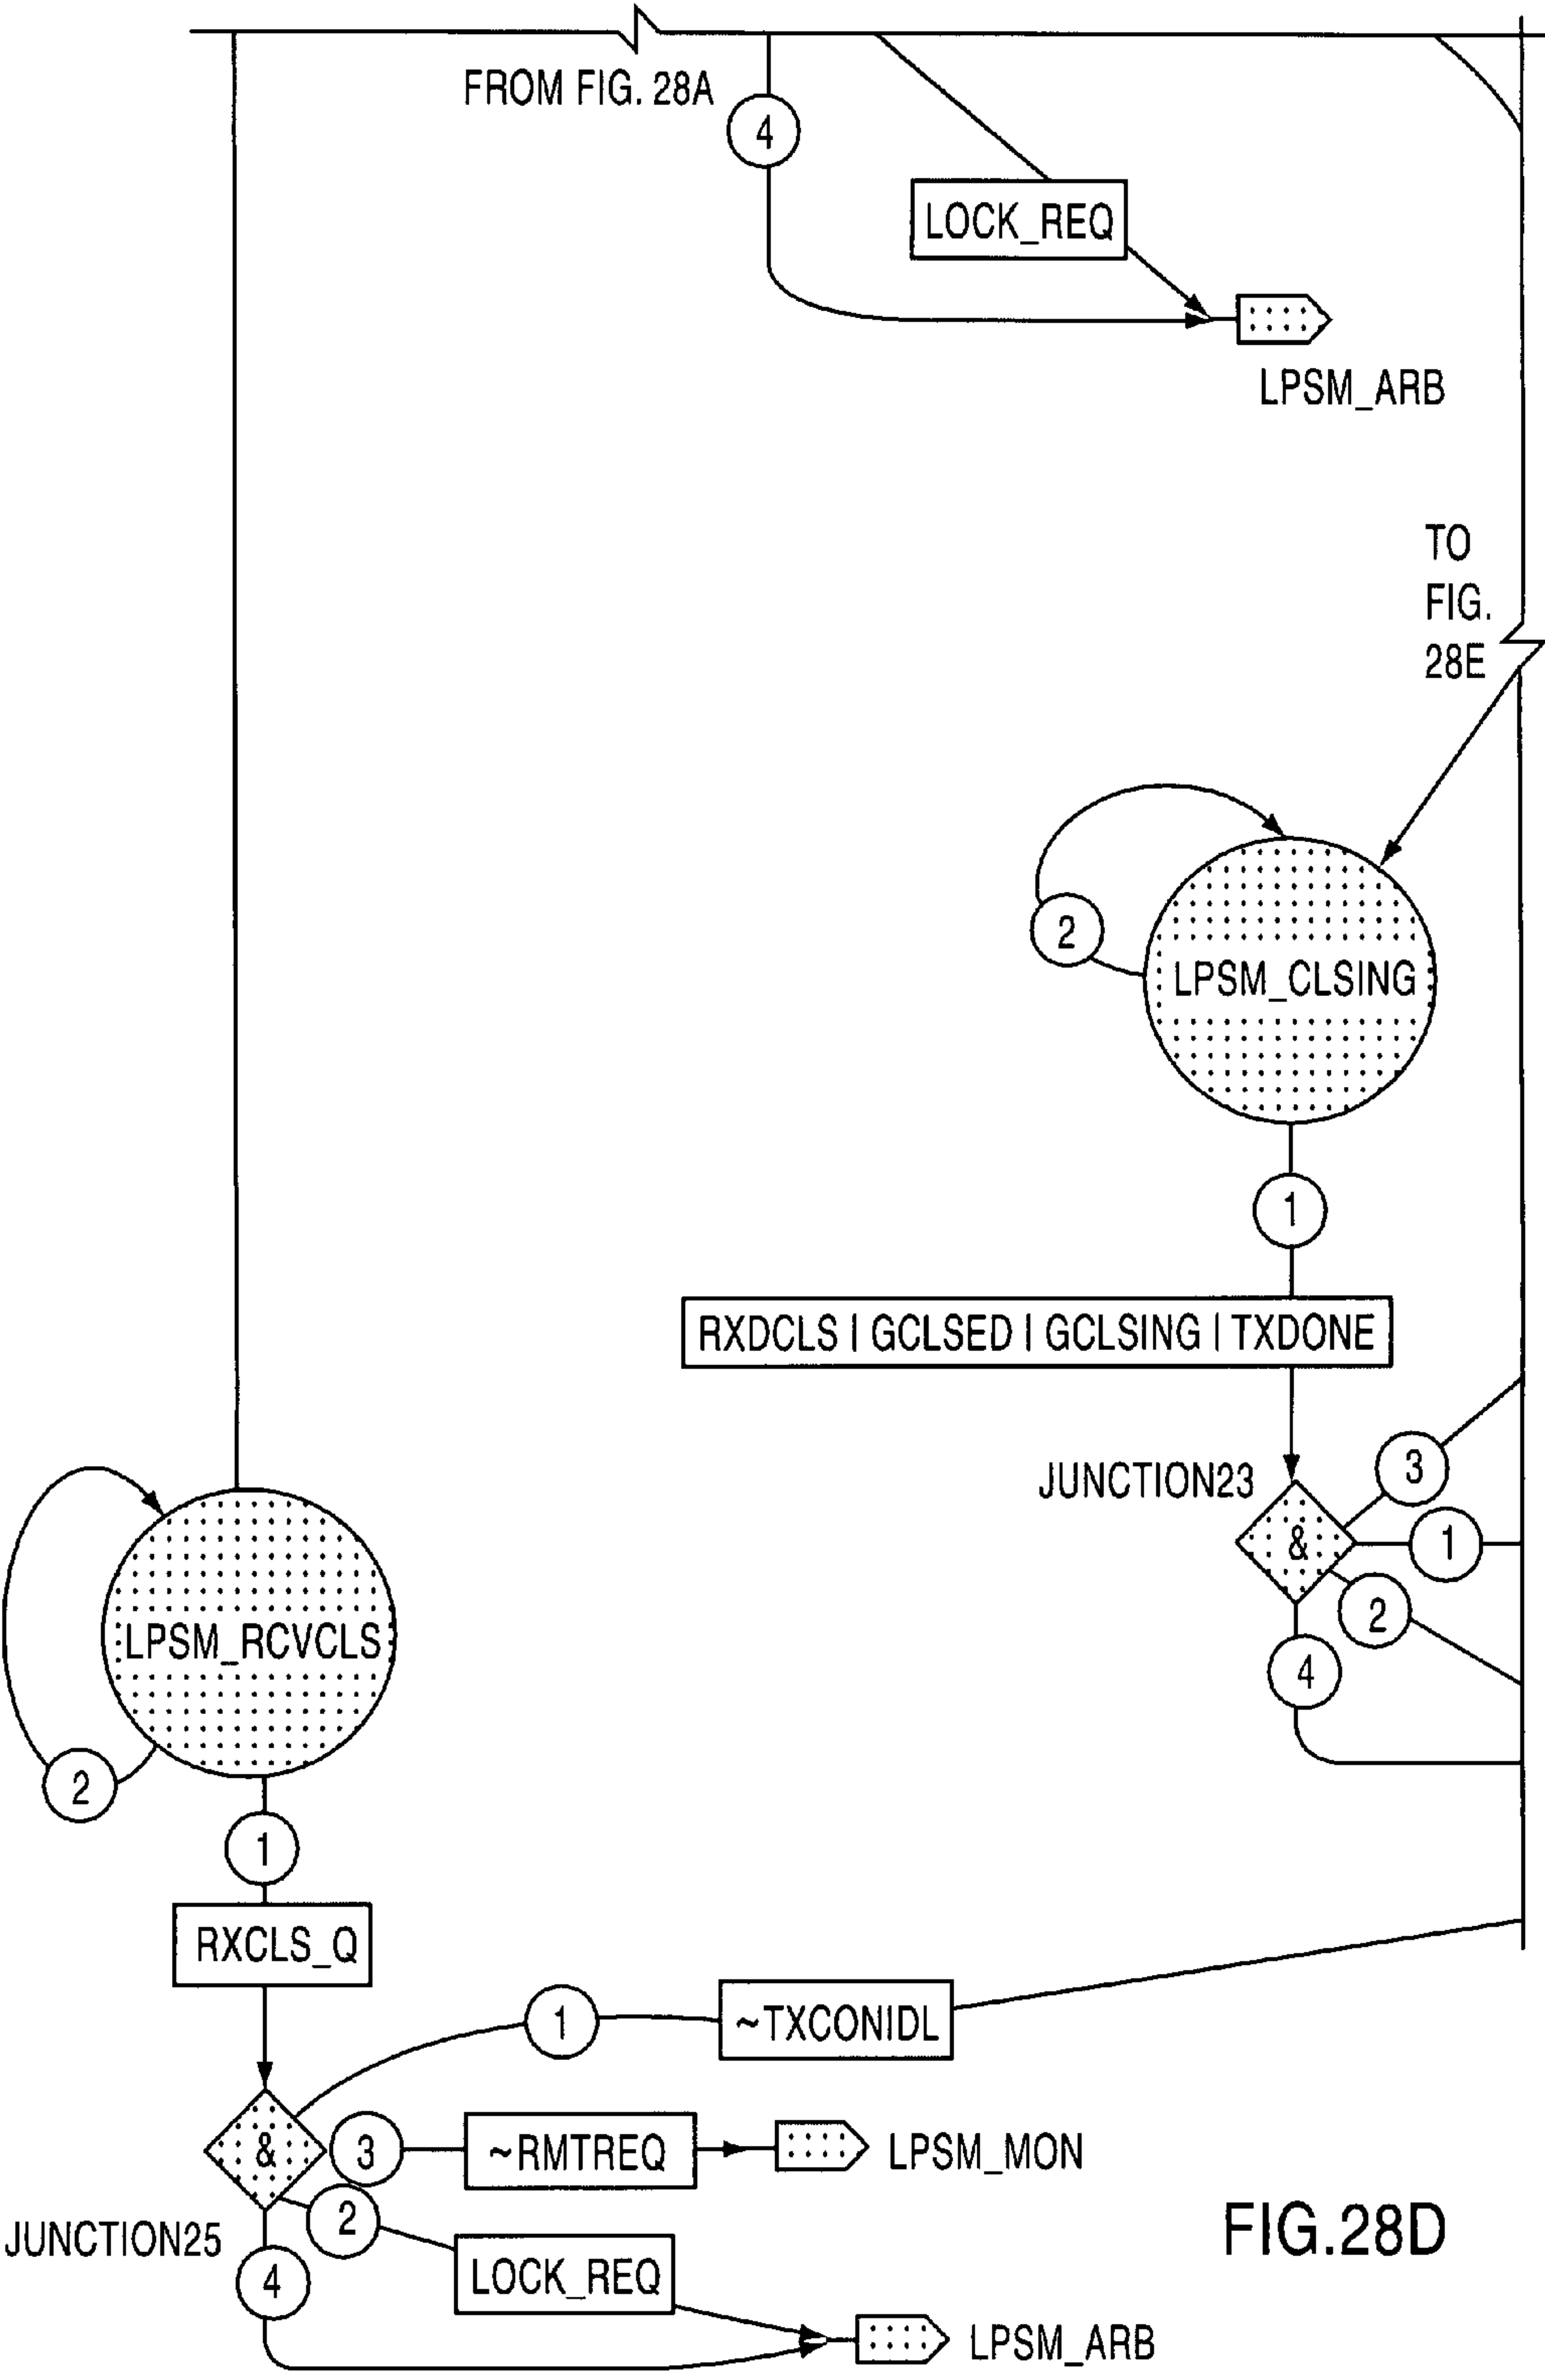 FROM FIG. 28A
4
LOCK_REQ
LPSM_ARB
TO
FIG.
28E
2
LPSM_CLSING
1
RXDCLS | GCLSED | GCLSING | TXDONE
JUNCTION23
3
&
1
2
4
LPSM_RCVCLS
2
1
RXCLS_Q
1
~TXCONIDL
&
3
~RMTREQ
LPSM_MON
2
JUNCTION25
LOCK_REQ
4
LPSM_ARB
FIG.28D